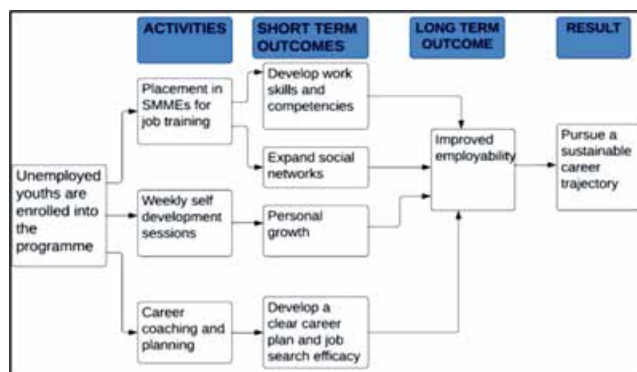 ACTIVITIES
SHORT TERM
OUTCOMES
LONG TERM
OUTCOME
RESULT
Unemployed
youths are
enrolled into
the
programme
Placement in
SMMEs for
job training
Weekly self
development
sessions
Career
coaching and
planning
Develop work
skills and
competencies
Expand social
networks
Personal
growth
Develop a
clear career
plan and job
search efficacy
Improved
employability
Pursue a
sustainable
career
trajectory